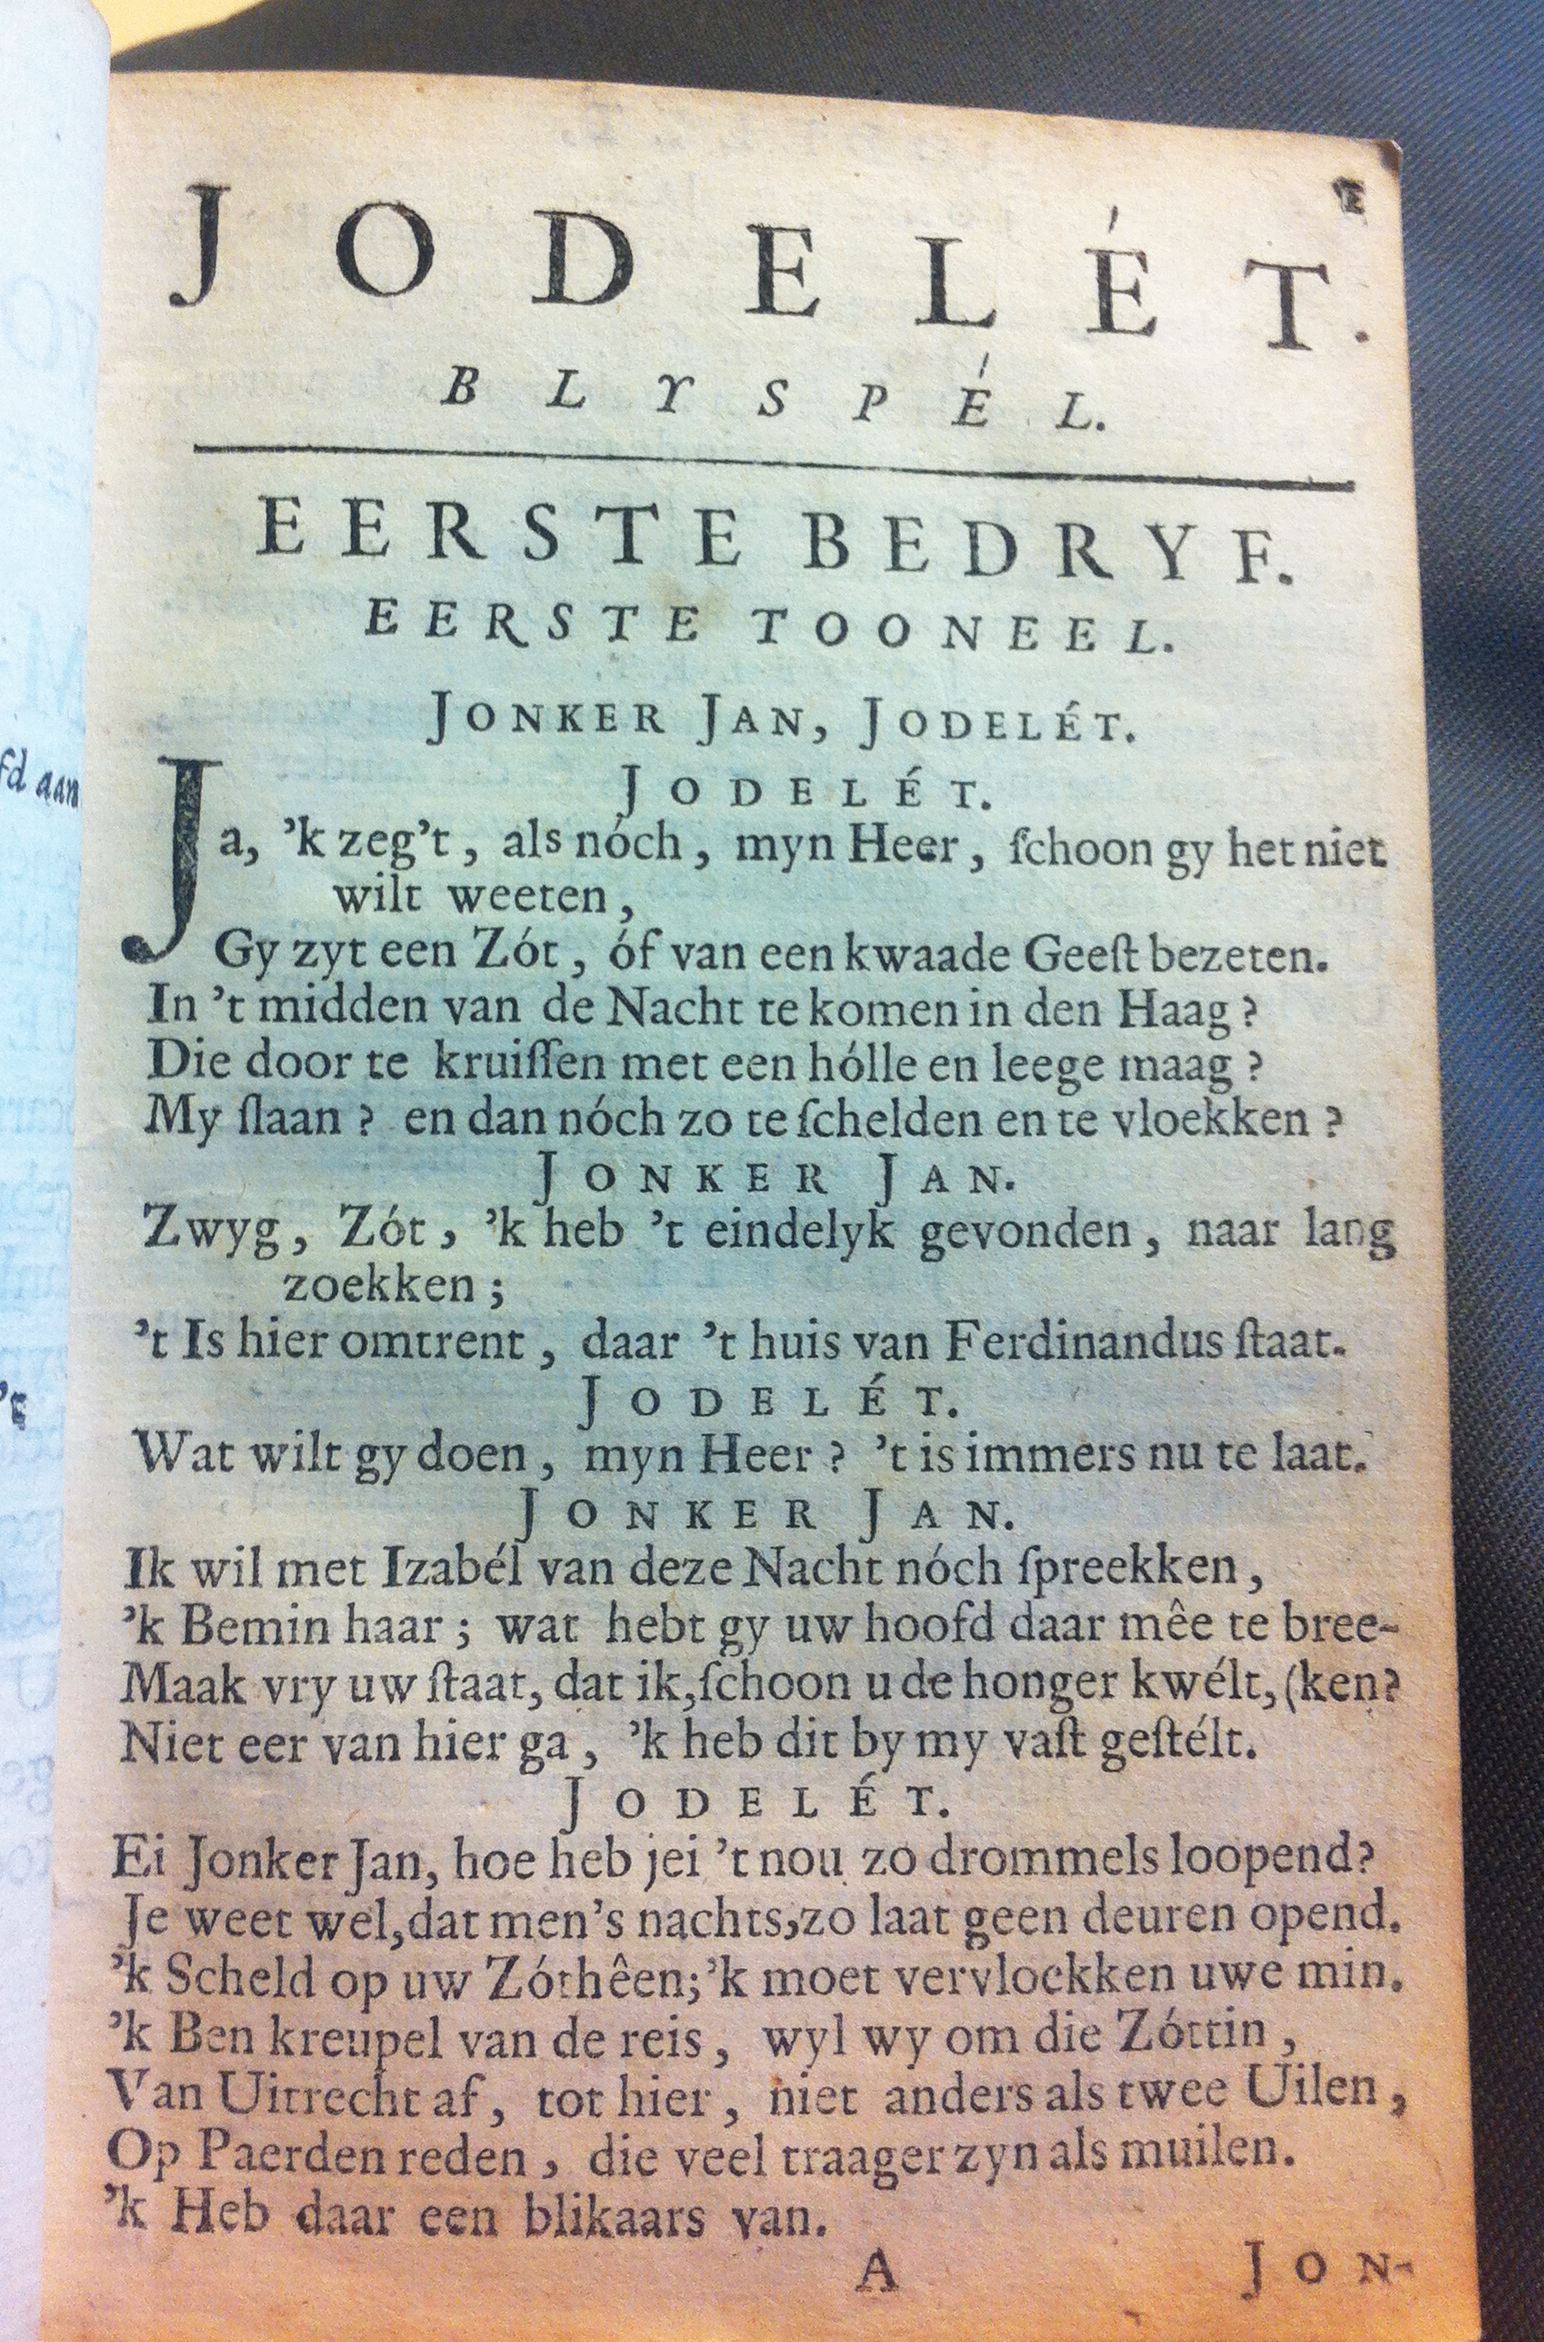 JODELÉT.
BLYSPÉL.
EERSTE BEDRYF.
EERSTE TOONEEL.
JONKER JAN, JODELÉT.
JODELÉT.
Ja, 'k zeg't, als nóch, myn Heer, ſchoon gy het niet
wilt weeten,
Gy zyt een Zót, óf van een kwaade Geeſt bezeten.
In 't midden van de Nacht te komen in den Haag?
Die door te kruiſſen met een hólle en leege maag?
My ſlaan? en dan nóch zo te ſchelden en te vloekken?
JONKER JAN.
Zwyg, Zót, 'k heb 't eindelyk gevonden, naar lang
zoekken;
't Is hier omtrent, daar 't huis van Ferdinandus ſtaat.
JODELÉT.
Wat wilt gy doen, myn Heer? 't is immers nu te laat.
JONKER JAN.
Ik wil met Izabél van deze Nacht nóch ſpreekken,
'k Bemin haar; wat hebt gy uw hoofd daar mêe te bree-
Maak vry uw ſtaat, dat ik, ſchoon u de honger kwélt, (ken?
Niet eer van hier ga, 'k heb dit by my vaſt geſtélt.
JODELÉT.
Ei Jonker Jan, hoe heb jei 't nou zo drommels loopend?
Je weet wel, dat men 's nachts, zo laat geen deuren opend.
'k Scheld op uw Zóthêen; 'k moet vervloekken uwe min.
'k Ben kreupel van de reis, wyl wy om die Zóttin,
Van Uitrecht af, tot hier, niet anders als twee Uilen,
Op Paerden reden, die veel traager zyn als muilen.
'k Heb daar een blikaars van.
A JON-
fd aan